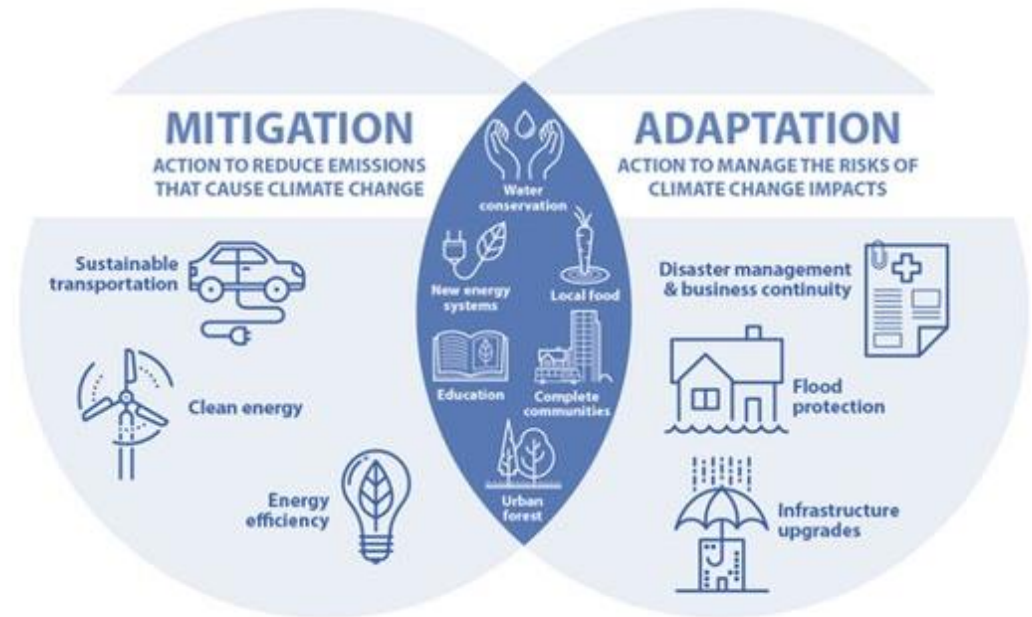 MITIGATION
ACTION TO REDUCE EMISSIONS
THAT CAUSE CLIMATE CHANGE
Sustainable
transportation
Clean energy
Energy
efficiency
Water
conservation
New energy
systems
Local food
Education
Complete
communities
Urban
forest
ADAPTATION
ACTION TO MANAGE THE RISKS OF
CLIMATE CHANGE IMPACTS
Disaster management
& business continuity
Flood
protection
Infrastructure
upgrades